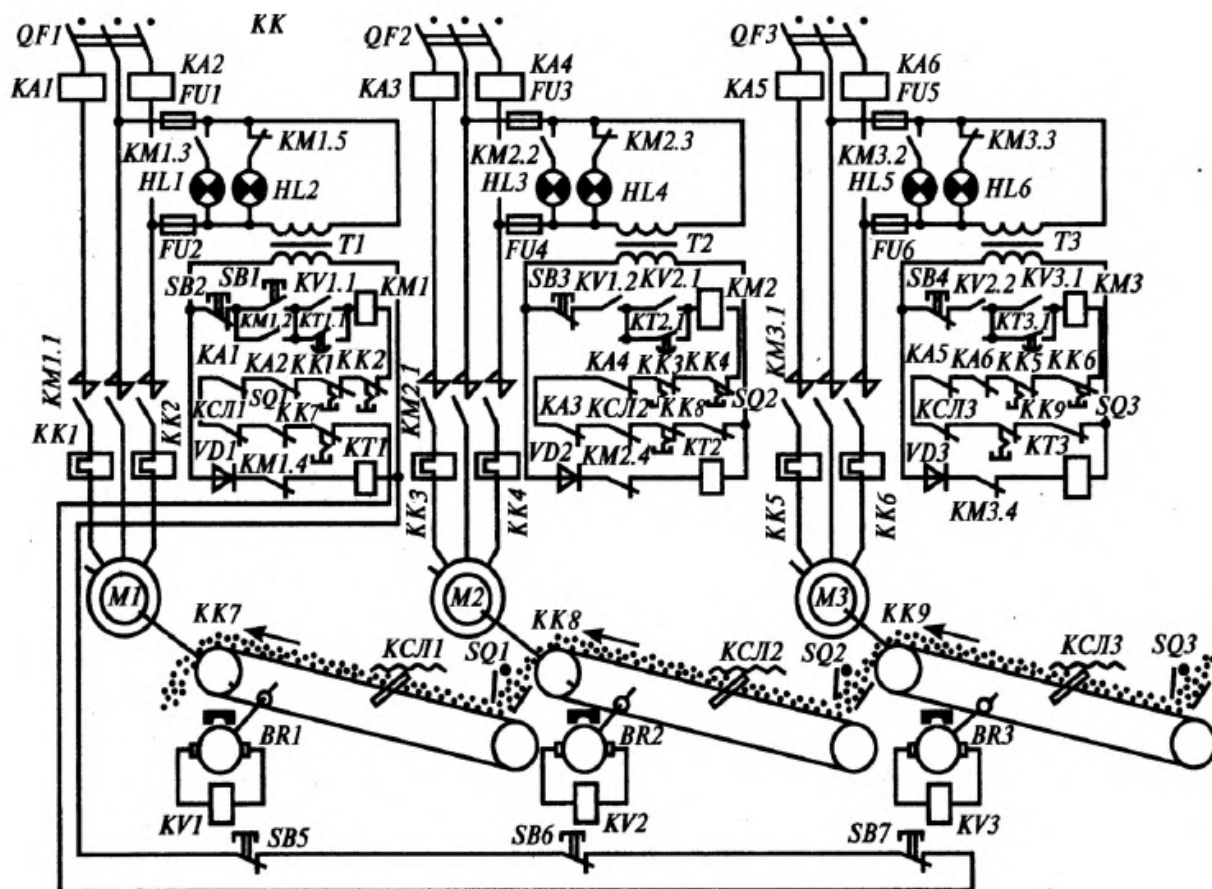 KK
QF1 QF2 QF3
KA2 KA4 KA6
KA1 FU1 KA3 FU3 KA5 FU5
KM1.3 KM1.5 KM2.2 KM2.3 KM3.2 KM3.3
HL1 HL2 HL3 HL4 HL5 HL6
FU2 T1 FU4 T2 FU6 T3
SB2 SB1 KV1.1 KM1 SB3 KV1.2 KV2.1 KM2 SB4 KV2.2 KV3.1 KM3
KM1.2 KT1.1 KT2.1 KT3.1
KA1 KA2 KK1 KK2 KA4 KK3 KK4 KA5 KA6 KK5 KK6
KM1.1 KM2.1 KM3.1
КСЛ1 SQ1 KK7 KA3 КСЛ2 KK8 SQ2 КСЛ3 KK9 SQ3
KK1 KK2 VD1 KM1.4 KT1 VD2 KM2.4 KT2 VD3 KT3
KK3 KK4 KK5 KK6 KM3.4
M1 M2 M3
KK7 КСЛ1 SQ1 KK8 КСЛ2 SQ2 KK9 КСЛ3 SQ3
BR1 BR2 BR3
KV1 KV2 KV3
SB5 SB6 SB7